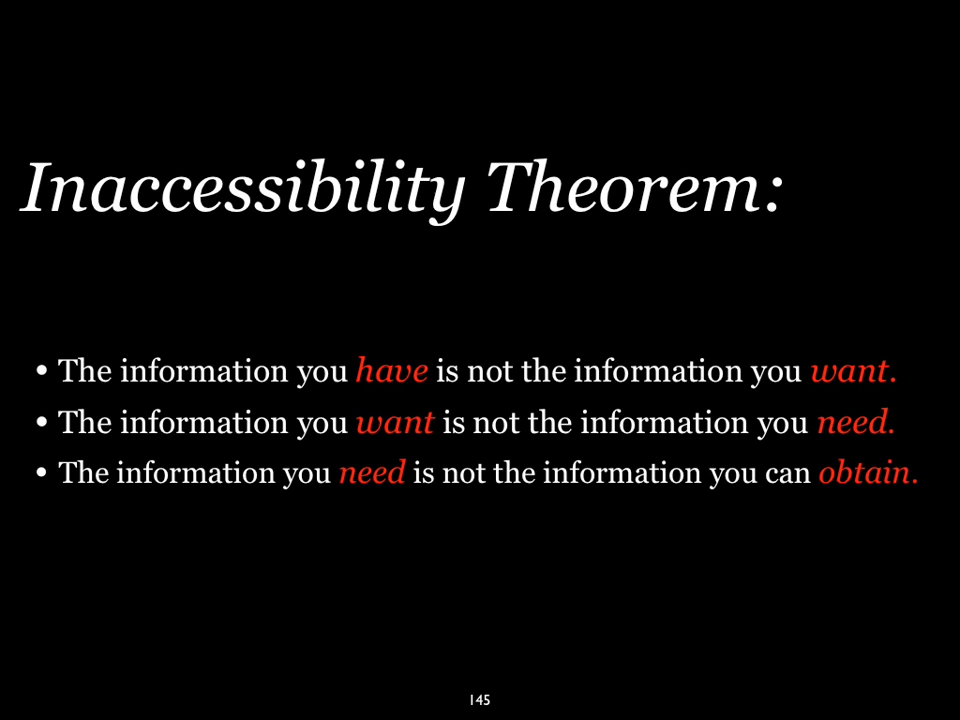 Inaccessibility Theorem:
• The information you have is not the information you want.
• The information you want is not the information you need.
• The information you need is not the information you can obtain.
145